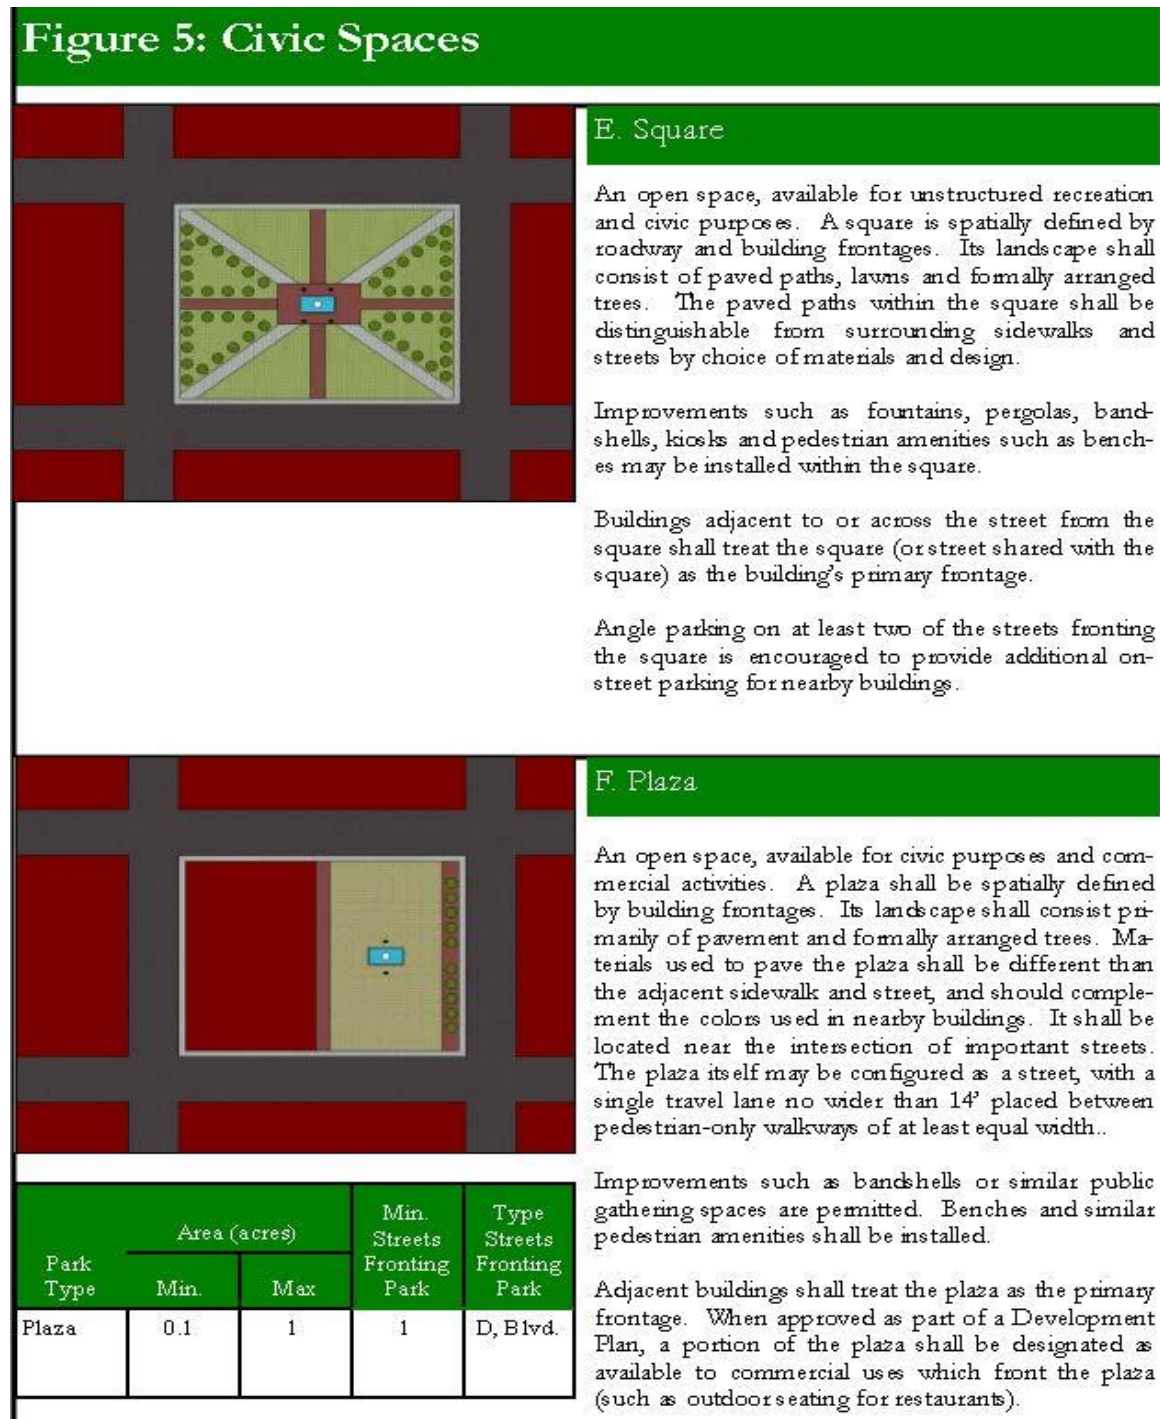 Figure 5: Civic Spaces
E. Square
An open space, available for unstructured recreation
and civic purposes. A square is spatially defined by
roadway and building frontages. Its landscape shall
consist of paved paths, lawns and formally arranged
trees. The paved paths within the square shall be
distinguishable from surrounding sidewalks and
streets by choice of materials and design.
Improvements such as fountains, pergolas, band-
shells, kiosks and pedestrian amenities such as bench-
es may be installed within the square.
Buildings adjacent to or across the street from the
square shall treat the square (or street shared with the
square) as the building's primary frontage.
Angle parking on at least two of the streets fronting
the square is encouraged to provide additional on-
street parking for nearby buildings.
F. Plaza
An open space, available for civic purposes and com-
mercial activities. A plaza shall be spatially defined
by building frontages. Its landscape shall consist pri-
marily of pavement and formally arranged trees. Ma-
terials used to pave the plaza shall be different than
the adjacent sidewalk and street, and should comple-
ment the colors used in nearby buildings. It shall be
located near the intersection of important streets.
The plaza itself may be configured as a street, with a
single travel lane no wider than 14' placed between
pedestrian-only walkways of at least equal width..
Improvements such as bandshells or similar public
gathering spaces are permitted. Benches and similar
pedestrian amenities shall be installed.
Adjacent buildings shall treat the plaza as the primary
frontage. When approved as part of a Development
Plan, a portion of the plaza shall be designated as
available to commercial uses which front the plaza
(such as outdoor seating for restaurants).
Park
Type
Area (acres)
Min.
Max
Min.
Streets
Fronting
Park
Type
Streets
Fronting
Park
Plaza 0.1 1 1 D, Blvd.